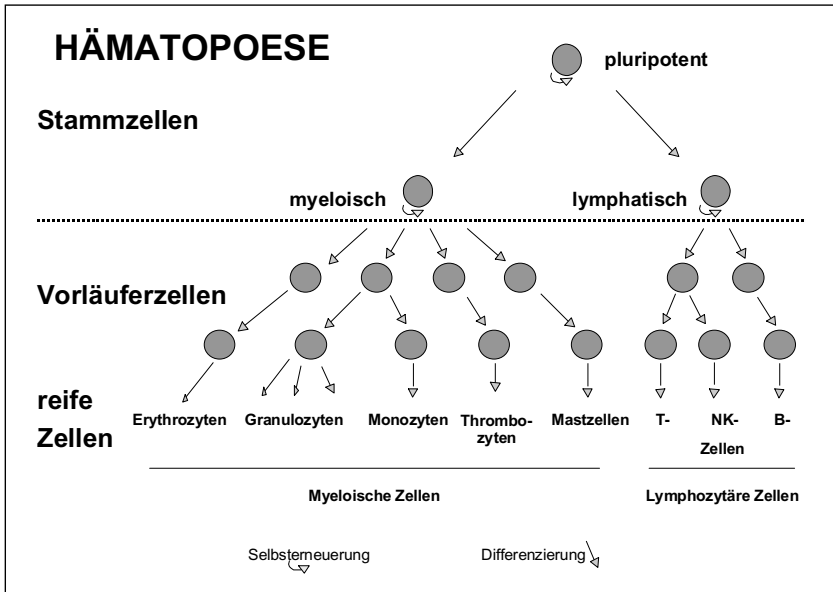 HÄMATOPOESE
pluripotent
Stammzellen
myeloisch
lymphatisch
Vorläuferzellen
reife
Zellen
Erythrozyten
Granulozyten
Monozyten
Thrombo-
zyten
Mastzellen
T-
NK-
B-
Zellen
Myeloische Zellen
Lymphozytäre Zellen
Selbsterneuerung
Differenzierung